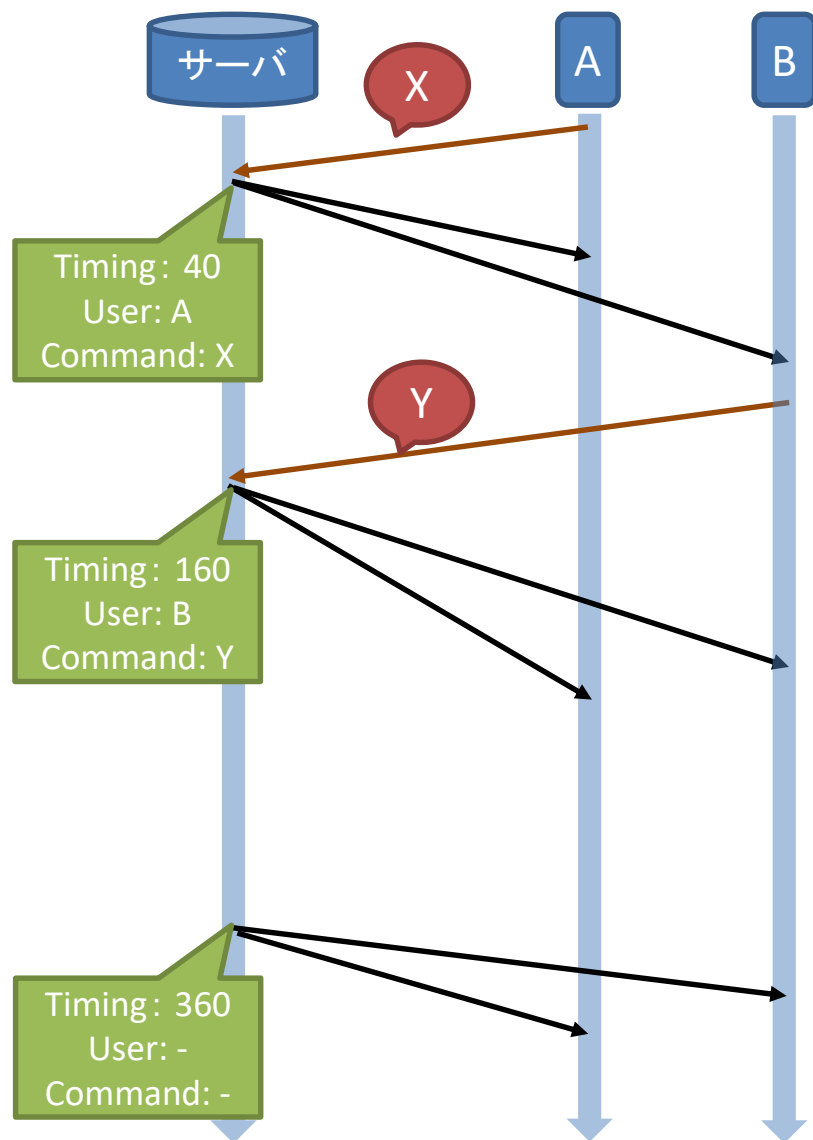 サーバ
A
B
X
Timing: 40
User: A
Command: X
Y
Timing: 160
User: B
Command: Y
Timing: 360
User: -
Command: -